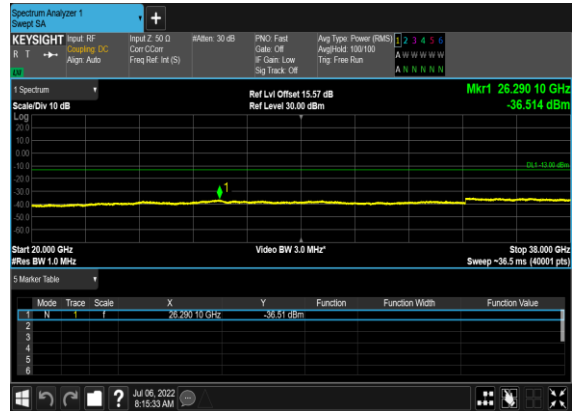 Spectrum Analyzer 1
Swept SA
+
KEYSIGHT Input: RF Input Z: 50 Ω #Atten: 30 dB PNO: Fast Avg Type: Power (RMS) 1 2 3 4 5 6
R T Coupling: DC Corr CCorr Gate: Off Avg|Hold: 100/100 A W W W W W
Align: Auto Freq Ref: Int (S) IF Gain: Low Trig: Free Run
LW Sig Track: Off A N N N N N
1 Spectrum Ref Lvl Offset 15.57 dB Mkr1 26.290 10 GHz
Scale/Div 10 dB Ref Level 30.00 dBm -36.514 dBm
Log
20.0
10.00
0.00
-10.0 DL1 -13.00 dBm
-20.0
-30.0 1
-40.0
-50.0
-60.0
Start 20.000 GHz Video BW 3.0 MHz* Stop 38.000 GHz
#Res BW 1.0 MHz Sweep ~36.5 ms (40001 pts)
5 Marker Table
Mode Trace Scale X Y Function Function Width Function Value
1 N 1 f 26.290 10 GHz -36.51 dBm
2
3
4
5
6
? Jul 06, 2022
8:15:33 AM